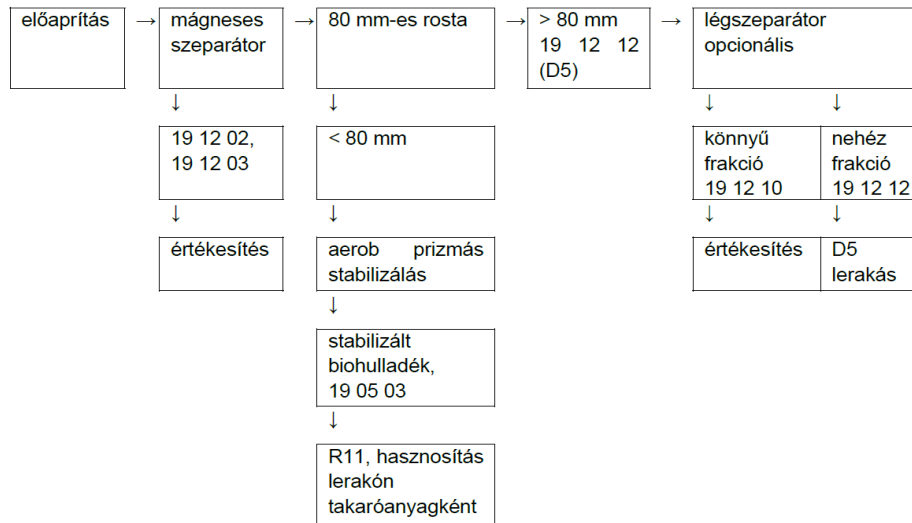 előaprítás
→
mágneses
szeparátor
→
80 mm-es rosta
→
> 80 mm
19 12 12
(D5)
→
légszeparátor
opcionális
↓
↓
↓
↓
19 12 02,
19 12 03
< 80 mm
könnyű
frakció
19 12 10
nehéz
frakció
19 12 12
↓
↓
↓
↓
értékesítés
aerob prizmás
stabilizálás
értékesítés
D5
lerakás
↓
stabilizált
biohulladék,
19 05 03
↓
R11, hasznosítás
lerakón
takaróanyagként